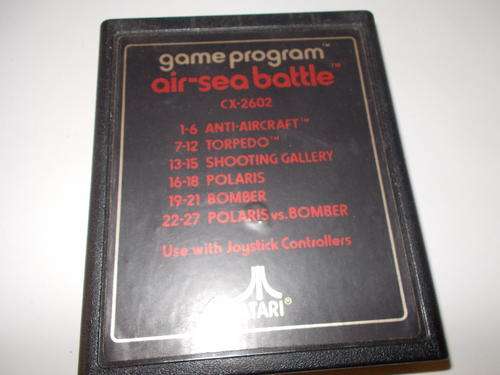 game program™
air-sea battle™
CX-2602
1-6 ANTI-AIRCRAFT™
7-12 TORPEDO™
13-15 SHOOTING GALLERY
16-18 POLARIS
19-21 BOMBER
22-27 POLARIS vs. BOMBER
Use with Joystick Controllers
ATARI®